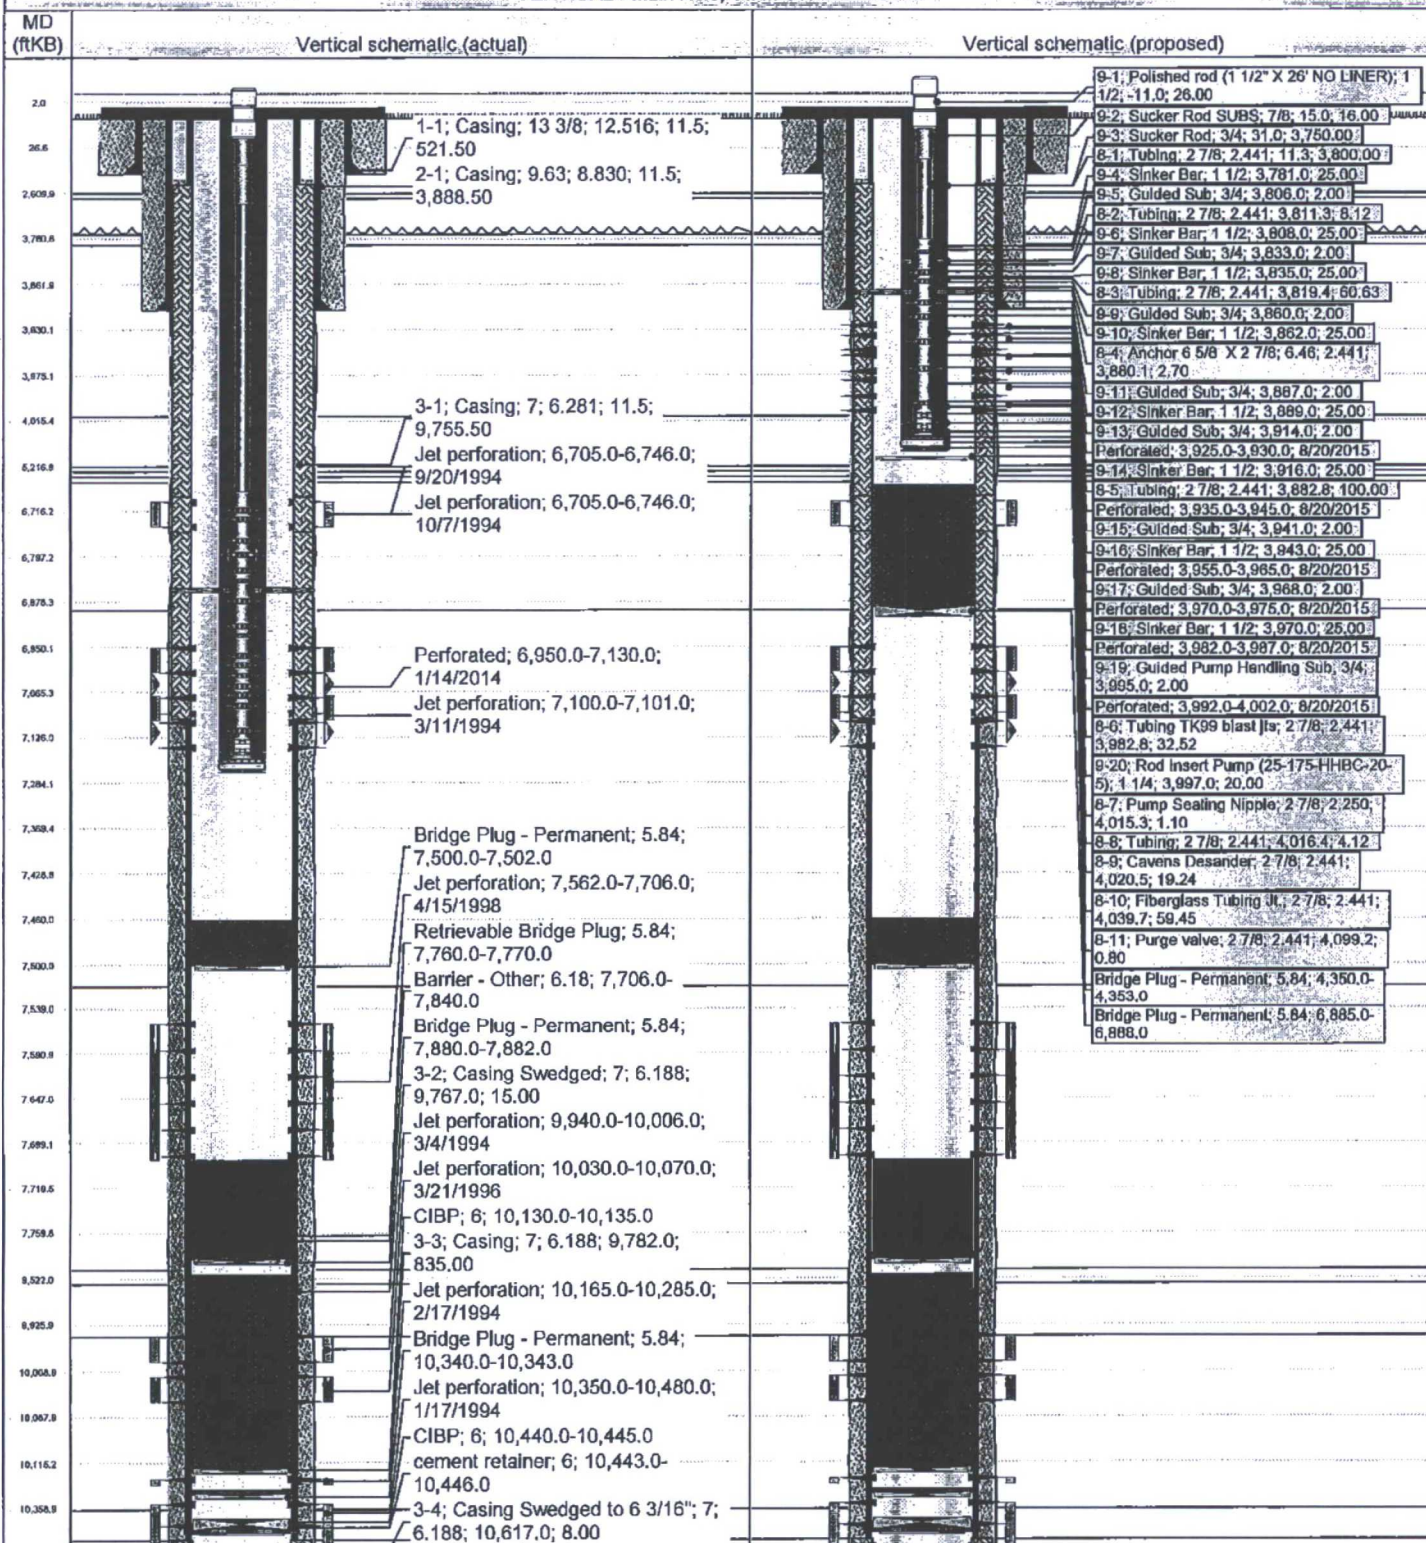 MD
(ftKB)
Vertical schematic (actual)
Vertical schematic (proposed)
2.0
26.6
2,609.9
3,830.1
3,875.1
4,015.4
5,216.8
6,716.2
6,797.2
6,878.3
7,065.3
7,126.0
7,284.1
7,500.0
7,539.0
7,647.0
7,699.1
10,115.2
1-1; Casing; 13 3/8; 12.516; 11.5;
521.50
2-1; Casing; 9.63; 8.830; 11.5;
3,888.50
3-1; Casing; 7; 6.281; 11.5;
9,755.50
Jet perforation; 6,705.0-6,746.0;
9/20/1994
Jet perforation; 6,705.0-6,746.0;
10/7/1994
Perforated; 6,950.0-7,130.0;
1/14/2014
Jet perforation; 7,100.0-7,101.0;
3/11/1994
Bridge Plug - Permanent; 5.84;
7,500.0-7,502.0
Jet perforation; 7,562.0-7,706.0;
4/15/1998
Retrievable Bridge Plug; 5.84;
7,760.0-7,770.0
Barrier - Other; 6.18; 7,706.0-
7,840.0
Bridge Plug - Permanent; 5.84;
7,880.0-7,882.0
3-2; Casing Swedged; 7; 6.188;
9,767.0; 15.00
Jet perforation; 9,940.0-10,006.0;
3/4/1994
Jet perforation; 10,030.0-10,070.0;
3/21/1996
CIBP; 6; 10,130.0-10,135.0
3-3; Casing; 7; 6.188; 9,782.0;
835.00
Jet perforation; 10,165.0-10,285.0;
2/17/1994
Bridge Plug - Permanent; 5.84;
10,340.0-10,343.0
Jet perforation; 10,350.0-10,480.0;
1/17/1994
CIBP; 6; 10,440.0-10,445.0
cement retainer; 6; 10,443.0-
10,446.0
3-4; Casing Swedged to 6 3/16"; 7;
6.188; 10,617.0; 8.00
9-1; Polished rod (1 1/2" X 26' NO LINER); 1
1/2; -11.0; 26.00
9-2; Sucker Rod SUBS; 7/8; 15.0; 16.00
9-3; Sucker Rod; 3/4; 31.0; 3,750.00
8-1; Tubing; 2 7/8; 2.441; 11.3; 3,800.00
9-4; Sinker Bar; 1 1/2; 3,781.0; 25.00
9-5; Guided Sub; 3/4; 3,806.0; 2.00
8-2; Tubing; 2 7/8; 2.441; 3,811.3; 8.12
9-6; Sinker Bar; 1 1/2; 3,808.0; 25.00
9-7; Guided Sub; 3/4; 3,833.0; 2.00
9-8; Sinker Bar; 1 1/2; 3,835.0; 25.00
8-3; Tubing; 2 7/8; 2.441; 3,819.4; 60.63
9-9; Guided Sub; 3/4; 3,860.0; 2.00
9-10; Sinker Bar; 1 1/2; 3,862.0; 25.00
8-4; Anchor 6 5/8 X 2 7/8; 6.46; 2.441;
3,880.1; 2.70
9-11; Guided Sub; 3/4; 3,887.0; 2.00
9-12; Sinker Bar; 1 1/2; 3,889.0; 25.00
9-13; Guided Sub; 3/4; 3,914.0; 2.00
Perforated; 3,925.0-3,930.0; 8/20/2015
9-14; Sinker Bar; 1 1/2; 3,916.0; 25.00
8-5; Tubing; 2 7/8; 2.441; 3,882.8; 100.00
Perforated; 3,935.0-3,945.0; 8/20/2015
9-15; Guided Sub; 3/4; 3,941.0; 2.00
9-16; Sinker Bar; 1 1/2; 3,943.0; 25.00
Perforated; 3,955.0-3,965.0; 8/20/2015
9-17; Guided Sub; 3/4; 3,968.0; 2.00
Perforated; 3,970.0-3,975.0; 8/20/2015
9-18; Sinker Bar; 1 1/2; 3,970.0; 25.00
Perforated; 3,982.0-3,987.0; 8/20/2015
9-19; Guided Pump Handling Sub; 3/4;
3,995.0; 2.00
Perforated; 3,992.0-4,002.0; 8/20/2015
8-6; Tubing TK99 blast jts; 2 7/8; 2.441;
3,982.8; 32.52
9-20; Rod Insert Pump (25-175-HHBC-20-
5); 1 1/4; 3,997.0; 20.00
8-7; Pump Seating Nipple; 2 7/8; 2.250;
4,015.3; 1.10
8-8; Tubing; 2 7/8; 2.441; 4,016.4; 4.12
8-9; Cavens Desander; 2 7/8; 2.441;
4,020.5; 19.24
8-10; Fiberglass Tubing Jt.; 2 7/8; 2.441;
4,039.7; 59.45
8-11; Purge valve; 2 7/8; 2.441; 4,099.2;
0.80
Bridge Plug - Permanent; 5.84; 4,350.0-
4,353.0
Bridge Plug - Permanent; 5.84; 6,885.0-
6,888.0